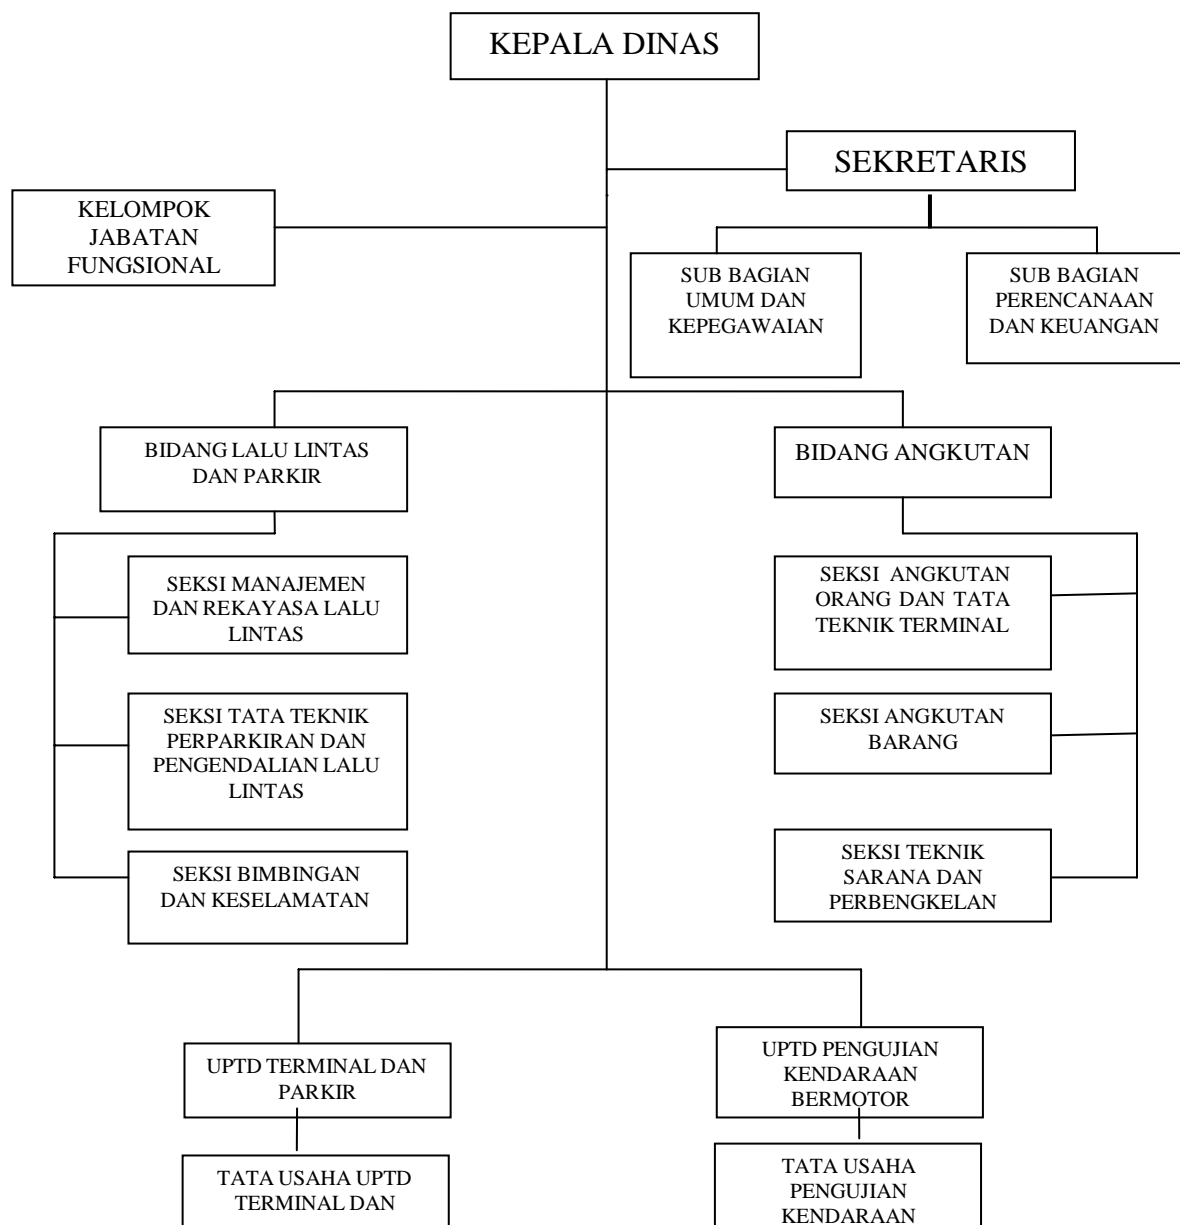 KEPALA DINAS
SEKRETARIS
KELOMPOK
JABATAN
FUNGSIONAL
SUB BAGIAN
UMUM DAN
KEPEGAWAIAN
SUB BAGIAN
PERENCANAAN
DAN KEUANGAN
BIDANG LALU LINTAS
DAN PARKIR
BIDANG ANGKUTAN
SEKSI MANAJEMEN
DAN REKAYASA LALU
LINTAS
SEKSI ANGKUTAN
ORANG DAN TATA
TEKNIK TERMINAL
SEKSI TATA TEKNIK
PERPARKIRAN DAN
PENGENDALIAN LALU
LINTAS
SEKSI ANGKUTAN
BARANG
SEKSI BIMBINGAN
DAN KESELAMATAN
SEKSI TEKNIK
SARANA DAN
PERBENGKELAN
UPTD TERMINAL DAN
PARKIR
UPTD PENGUJIAN
KENDARAAN
BERMOTOR
TATA USAHA UPTD
TERMINAL DAN
TATA USAHA
PENGUJIAN
KENDARAAN